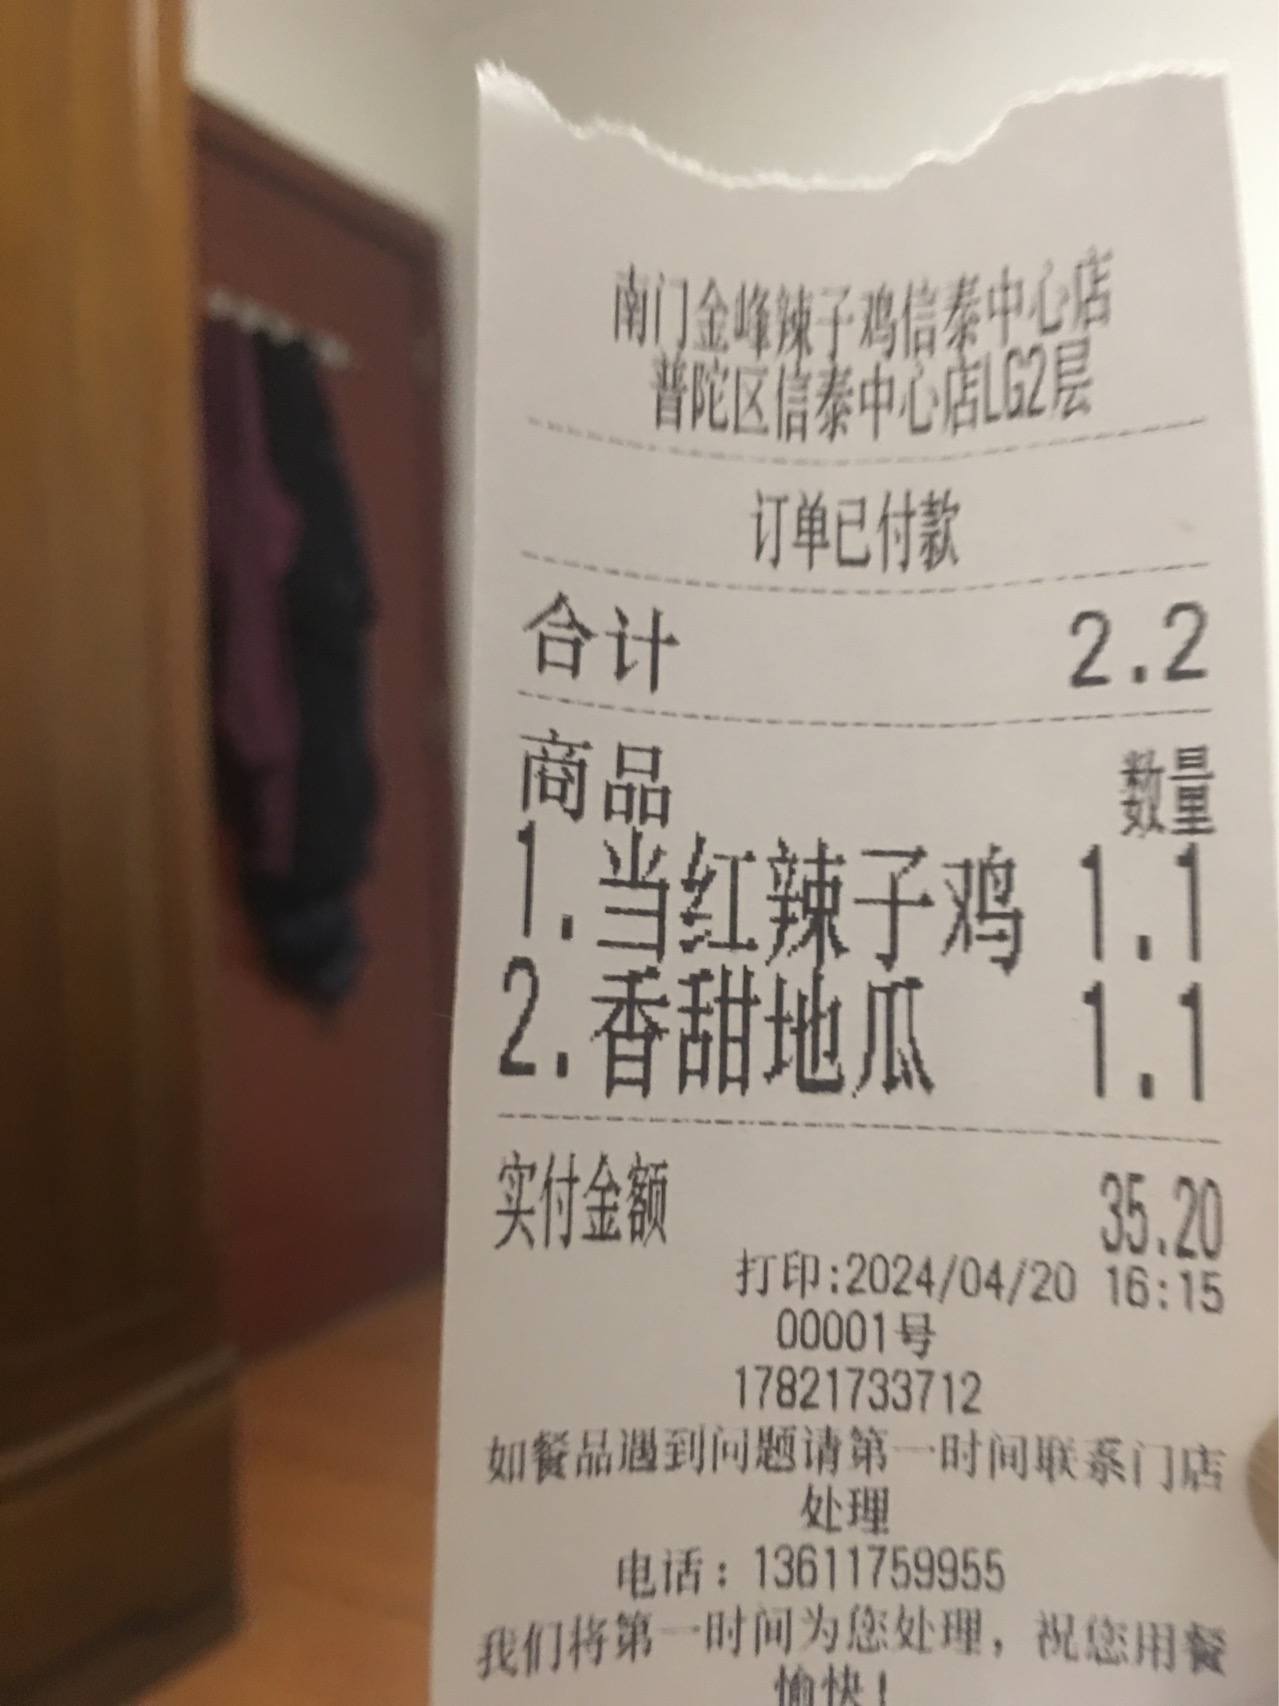 南门金峰辣子鸡信泰中心店
普陀区信泰中心店LG2层
订单已付款
合计 2.2
商品 数量
1.当红辣子鸡 1.1
2.香甜地瓜 1.1
实付金额 35.20
打印:2024/04/20 16:15
00001号
17821733712
如餐品遇到问题请第一时间联系门店
处理
电话：13611759955
我们将第一时间为您处理，祝您用餐
愉快！